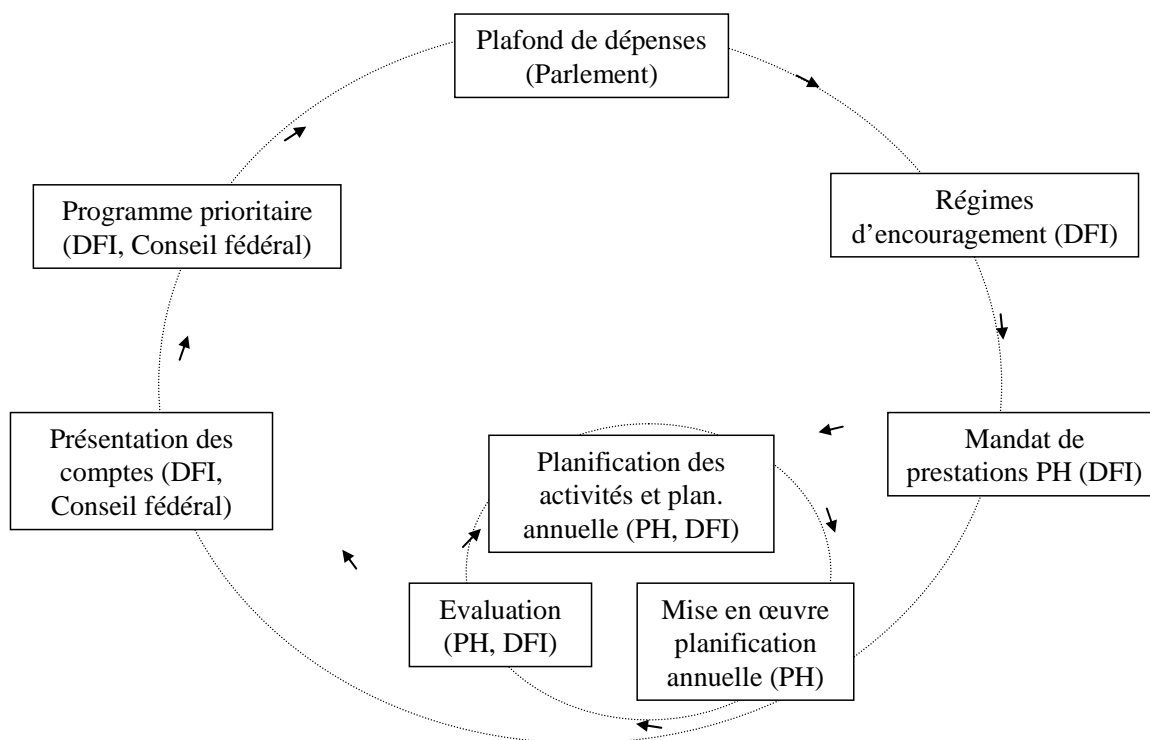 Plafond de dépenses
(Parlement)
Programme prioritaire
(DFI, Conseil fédéral)
Régimes
d’encouragement (DFI)
Présentation des
comptes (DFI,
Conseil fédéral)
Planification des
activités et plan.
annuelle (PH, DFI)
Mandat de
prestations PH (DFI)
Evaluation
(PH, DFI)
Mise en œuvre
planification
annuelle (PH)